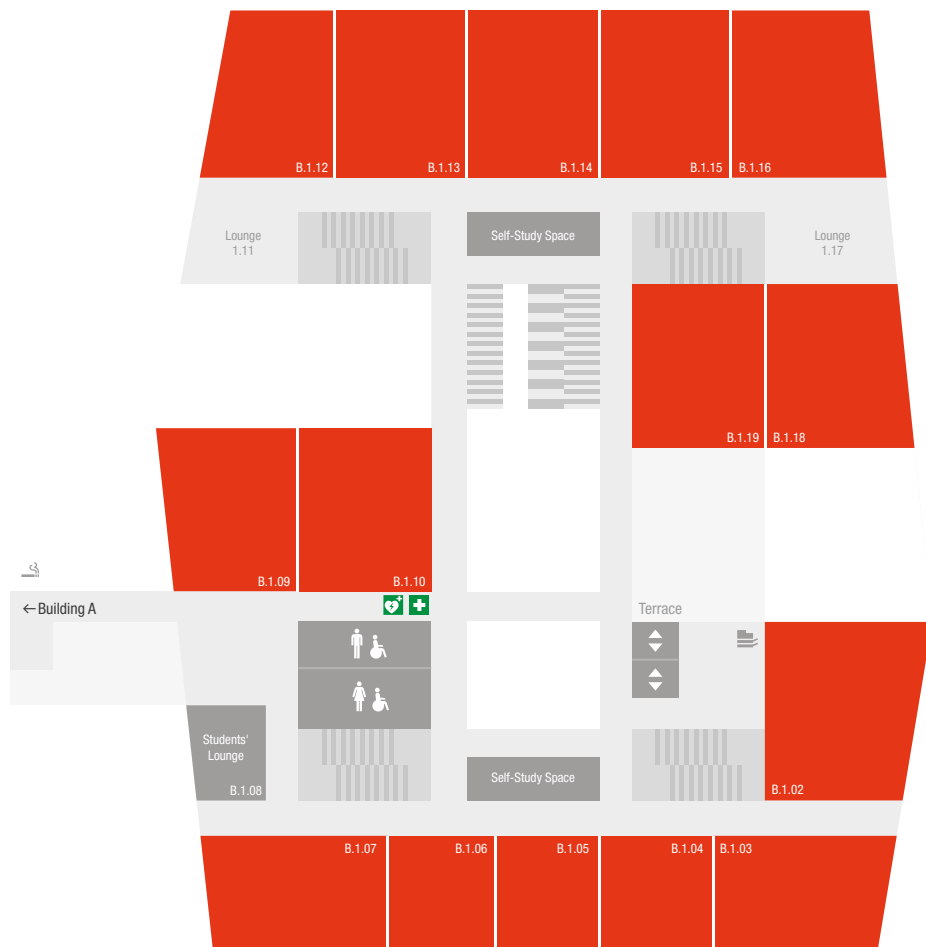 B.1.12
B.1.13
B.1.14
B.1.15
B.1.16
Lounge
1.11
Self-Study Space
Lounge
1.17
B.1.19
B.1.18
B.1.09
B.1.10
←Building A
Terrace
Students'
Lounge
B.1.08
Self-Study Space
B.1.02
B.1.07
B.1.06
B.1.05
B.1.04
B.1.03